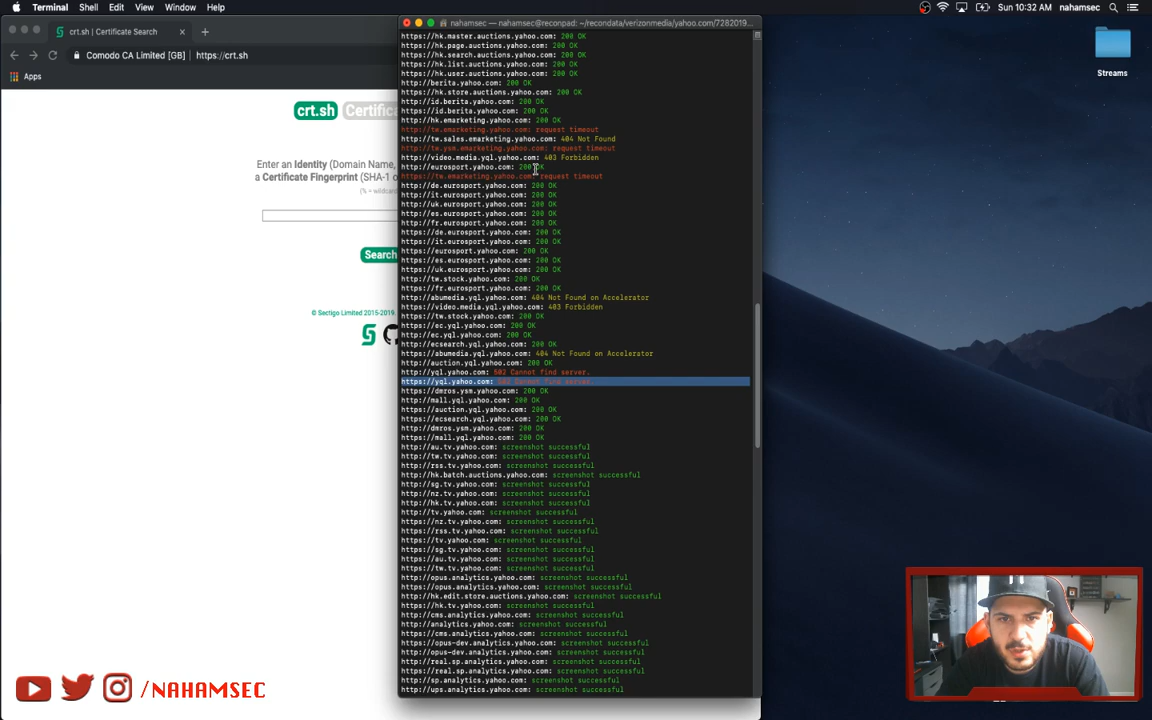 Terminal Shell Edit View Window Help
Sun 10:32 AM nahamsec
crt.sh | Certificate Search
nahamsec — nahamsec@reconpad: ~/recondata/verizonmedia/yahoo.com/7282019...
Comodo CA Limited [GB] https://crt.sh
Apps
Streams
crt.sh Certific
Enter an Identity (Domain Name,
a Certificate Fingerprint (SHA-1 o
(% = wildcar
Search
© Sectigo Limited 2015-2019.
https://hk.master.auctions.yahoo.com: 200 OK
https://hk.page.auctions.yahoo.com: 200 OK
https://hk.search.auctions.yahoo.com: 200 OK
https://hk.list.auctions.yahoo.com: 200 OK
https://hk.user.auctions.yahoo.com: 200 OK
http://berita.yahoo.com: 200 OK
https://hk.store.auctions.yahoo.com: 200 OK
http://id.berita.yahoo.com: 200 OK
https://id.berita.yahoo.com: 200 OK
http://hk.emarketing.yahoo.com: 200 OK
http://tw.emarketing.yahoo.com: request timeout
http://tw.sales.emarketing.yahoo.com: 404 Not Found
http://tw.ysm.emarketing.yahoo.com: request timeout
http://video.media.yql.yahoo.com: 403 Forbidden
http://eurosport.yahoo.com: 200 OK
https://tw.emarketing.yahoo.com: request timeout
http://de.eurosport.yahoo.com: 200 OK
http://it.eurosport.yahoo.com: 200 OK
http://uk.eurosport.yahoo.com: 200 OK
http://es.eurosport.yahoo.com: 200 OK
http://fr.eurosport.yahoo.com: 200 OK
https://de.eurosport.yahoo.com: 200 OK
https://it.eurosport.yahoo.com: 200 OK
https://eurosport.yahoo.com: 200 OK
https://es.eurosport.yahoo.com: 200 OK
https://uk.eurosport.yahoo.com: 200 OK
http://tw.stock.yahoo.com: 200 OK
https://fr.eurosport.yahoo.com: 200 OK
http://abumedia.yql.yahoo.com: 404 Not Found on Accelerator
https://video.media.yql.yahoo.com: 403 Forbidden
https://tw.stock.yahoo.com: 200 OK
https://ec.yql.yahoo.com: 200 OK
http://ec.yql.yahoo.com: 200 OK
http://ecsearch.yql.yahoo.com: 200 OK
https://abumedia.yql.yahoo.com: 404 Not Found on Accelerator
http://auction.yql.yahoo.com: 200 OK
http://yql.yahoo.com: 502 Cannot find server.
https://yql.yahoo.com: 502 Cannot find server.
https://dmros.ysm.yahoo.com: 200 OK
http://mall.yql.yahoo.com: 200 OK
https://auction.yql.yahoo.com: 200 OK
https://ecsearch.yql.yahoo.com: 200 OK
http://dmros.ysm.yahoo.com: 200 OK
https://mall.yql.yahoo.com: 200 OK
http://au.tv.yahoo.com: screenshot successful
http://tw.tv.yahoo.com: screenshot successful
http://rss.tv.yahoo.com: screenshot successful
http://hk.batch.auctions.yahoo.com: screenshot successful
http://sg.tv.yahoo.com: screenshot successful
http://nz.tv.yahoo.com: screenshot successful
http://hk.tv.yahoo.com: screenshot successful
http://tv.yahoo.com: screenshot successful
https://nz.tv.yahoo.com: screenshot successful
https://rss.tv.yahoo.com: screenshot successful
https://tv.yahoo.com: screenshot successful
https://sg.tv.yahoo.com: screenshot successful
https://au.tv.yahoo.com: screenshot successful
https://tw.tv.yahoo.com: screenshot successful
http://opus.analytics.yahoo.com: screenshot successful
https://opus.analytics.yahoo.com: screenshot successful
http://hk.edit.store.auctions.yahoo.com: screenshot successful
https://hk.tv.yahoo.com: screenshot successful
http://cms.analytics.yahoo.com: screenshot successful
http://analytics.yahoo.com: screenshot successful
https://cms.analytics.yahoo.com: screenshot successful
http://opus-dev.analytics.yahoo.com: screenshot successful
https://opus-dev.analytics.yahoo.com: screenshot successful
http://real.sp.analytics.yahoo.com: screenshot successful
https://real.sp.analytics.yahoo.com: screenshot successful
http://sp.analytics.yahoo.com: screenshot successful
http://ups.analytics.yahoo.com: screenshot successful
/NAHAMSEC